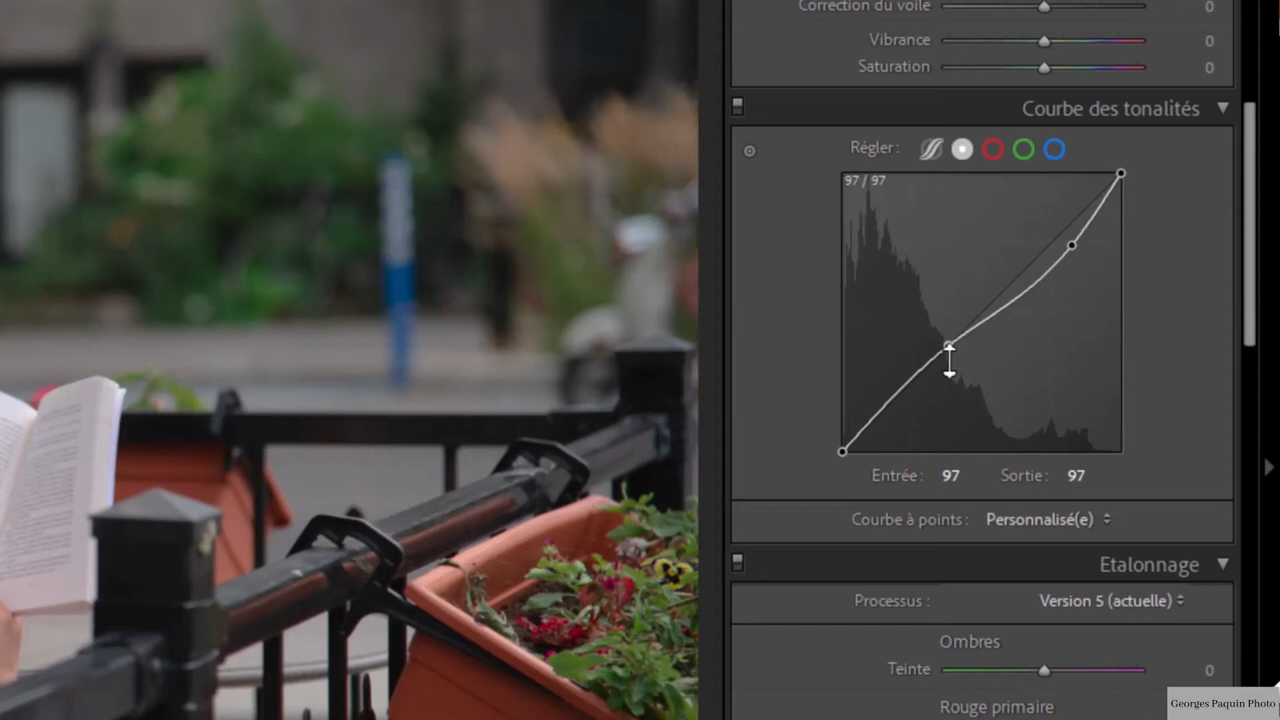 Correction du voile 0
Vibrance 0
Saturation 0
Courbe des tonalités
Régler :
97 / 97
Entrée : 97 Sortie : 97
Courbe à points : Personnalisé(e)
Etalonnage
Processus : Version 5 (actuelle)
Ombres
Teinte 0
Rouge primaire
Georges Paquin Photo